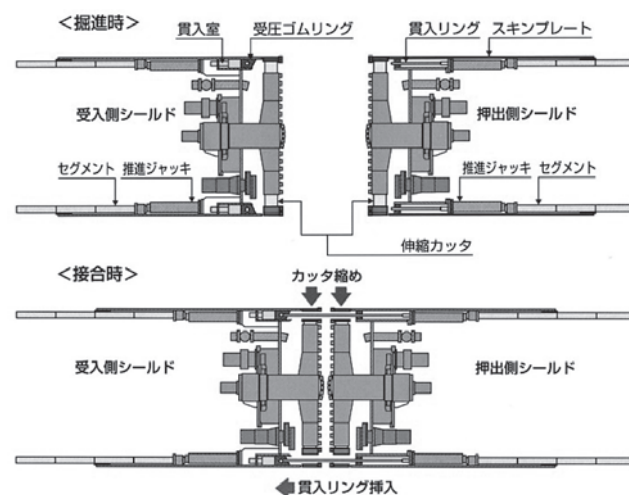 <掘進時>
貫入室 受圧ゴムリング 貫入リング スキンプレート
受入側シールド 押出側シールド
セグメント 推進ジャッキ 推進ジャッキ セグメント
伸縮カッタ
<接合時>
カッタ縮め
受入側シールド 押出側シールド
貫入リング挿入